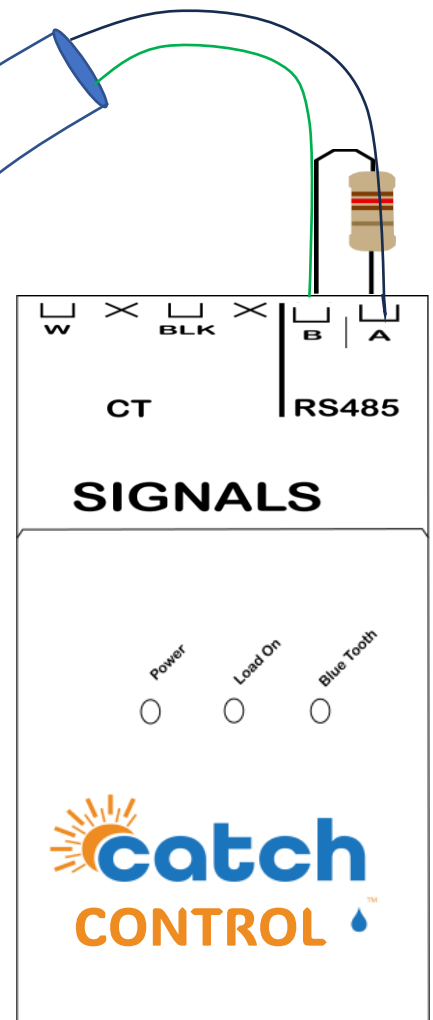 W BLK B A
CT RS485
SIGNALS
Power Load On Blue Tooth
catch
CONTROL ™